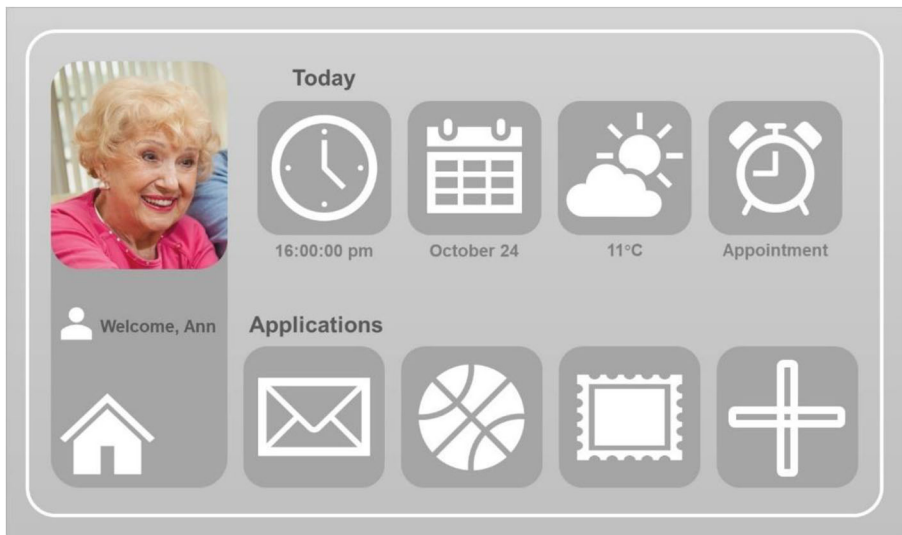 Today
16:00:00 pm
October 24
11°C
Appointment
Welcome, Ann
Applications